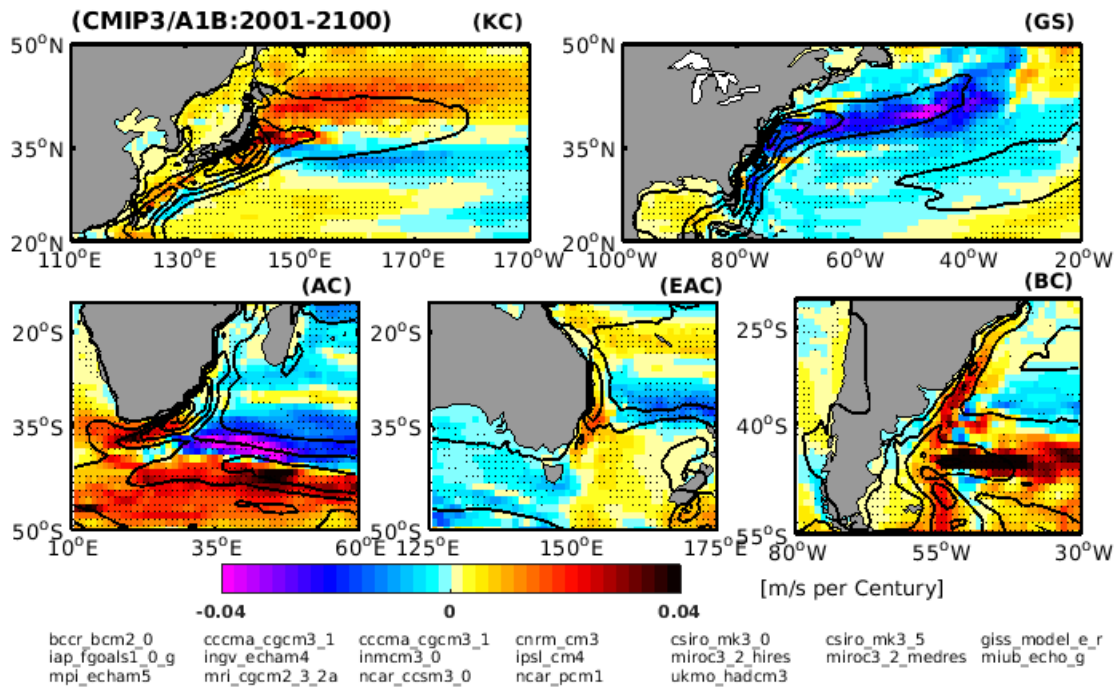 (CMIP3/A1B:2001-2100) (KC) (GS)
50°N 50°N
35°N 35°N
20°N 20°N
110°E 130°E 150°E 170°E 170°W 100°W 80°W 60°W 40°W 20°W
(AC) (EAC) (BC)
20°S 20°S 25°S
35°S 35°S 40°S
50°S 50°S 55°S
10°E 35°E 60°E 125°E 150°E 175°E 80°W 55°W 30°W
-0.04 0 0.04 [m/s per Century]
bccr_bcm2_0 cccma_cgcm3_1 cccma_cgcm3_1 cnrm_cm3 csiro_mk3_0 csiro_mk3_5 giss_model_e_r
iap_fgoals1_0_g ingv_echam4 inmcm3_0 ipsl_cm4 miroc3_2_hires miroc3_2_medres miub_echo_g
mpi_echam5 mri_cgcm2_3_2a ncar_ccsm3_0 ncar_pcm1 ukmo_hadcm3